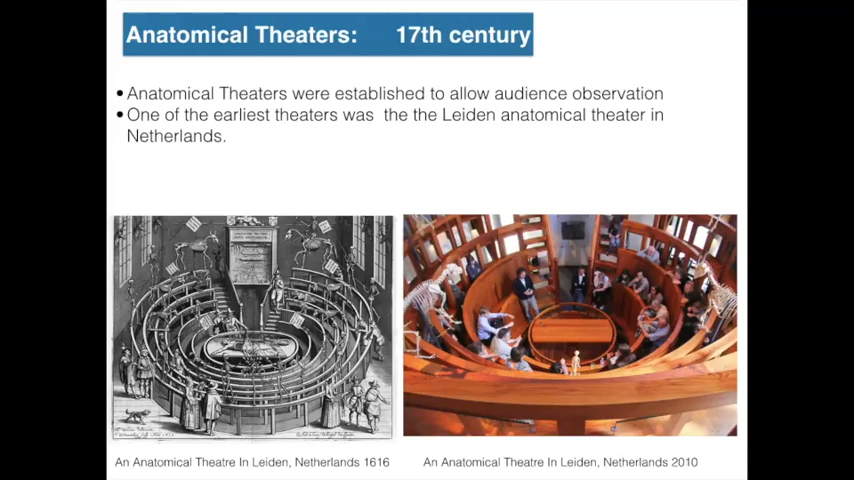 Anatomical Theaters: 17th century
• Anatomical Theaters were established to allow audience observation
• One of the earliest theaters was the the Leiden anatomical theater in
Netherlands.
An Anatomical Theatre In Leiden, Netherlands 1616
An Anatomical Theatre In Leiden, Netherlands 2010